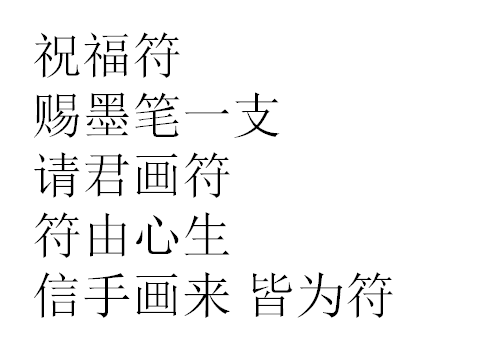 祝福符
赐墨笔一支
请君画符
符由心生
信手画来 皆为符